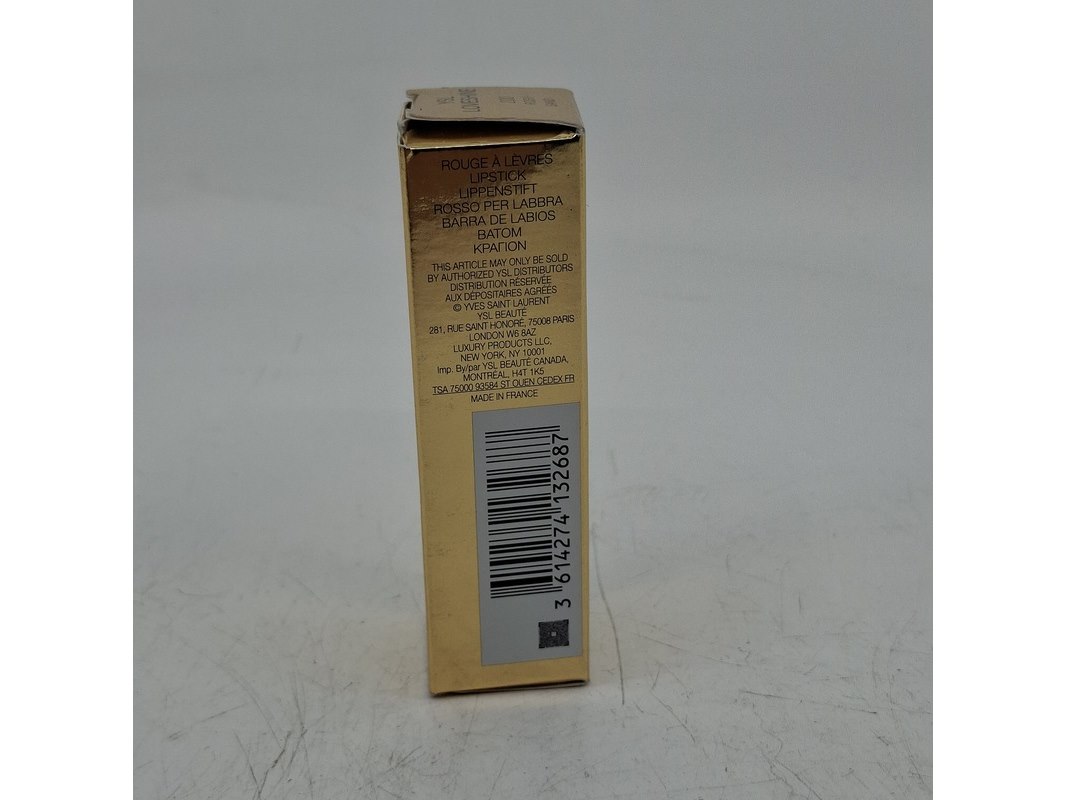 YSL
LOVESHINE
ROUGE À LÈVRES
LIPSTICK
LIPPENSTIFT
ROSSO PER LABBRA
BARRA DE LABIOS
BATOM
ΚΡΑΓΙΟΝ
THIS ARTICLE MAY ONLY BE SOLD
BY AUTHORIZED YSL DISTRIBUTORS
DISTRIBUTION RÉSERVÉE
AUX DÉPOSITAIRES AGRÉÉS
© YVES SAINT LAURENT
YSL BEAUTÉ
281, RUE SAINT HONORÉ, 75008 PARIS
LONDON W6 8AZ
LUXURY PRODUCTS LLC,
NEW YORK, NY 10001
Imp. By/par YSL BEAUTÉ CANADA,
MONTRÉAL, H4T 1K5
TSA 75000 93584 ST OUEN CEDEX FR
MADE IN FRANCE
3 614274 132687